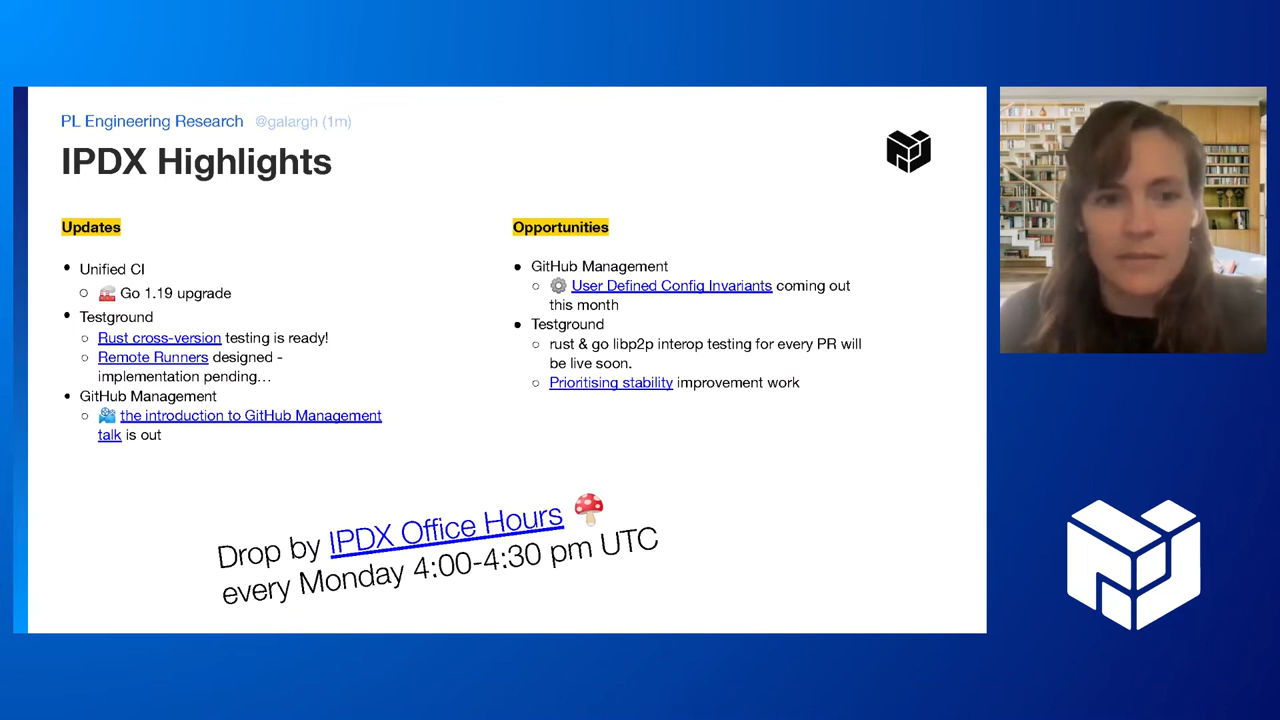 PL Engineering Research @galargh (1m)
IPDX Highlights
Updates
• Unified CI
○ 🏭 Go 1.19 upgrade
• Testground
○ Rust cross-version testing is ready!
○ Remote Runners designed -
implementation pending…
• GitHub Management
○ 🎥 the introduction to GitHub Management
talk is out
Opportunities
• GitHub Management
○ ⚙️ User Defined Config Invariants coming out
this month
• Testground
○ rust & go libp2p interop testing for every PR will
be live soon.
○ Prioritising stability improvement work
Drop by IPDX Office Hours 🍄
every Monday 4:00-4:30 pm UTC